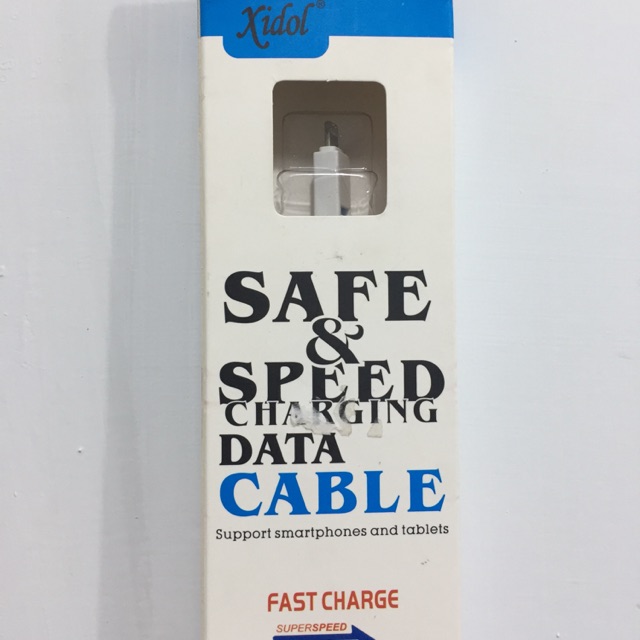 Xidol®
SAFE
&
SPEED
CHARGING
DATA
CABLE
Support smartphones and tablets
FAST CHARGE
SUPERSPEED